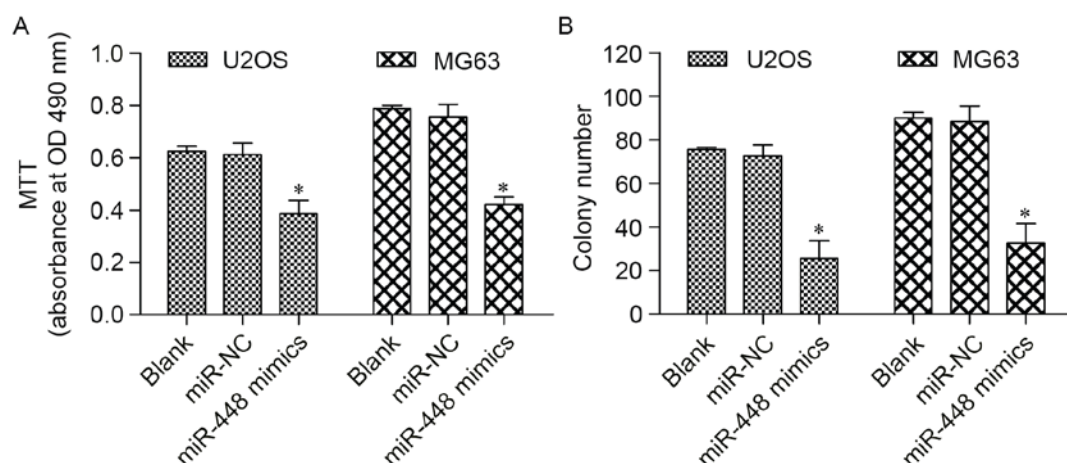 A
MTT
(absorbance at OD 490 nm)
1.0
0.8
0.6
0.4
0.2
0.0
U2OS
MG63
*
*
Blank
miR-NC
miR-448 mimics
Blank
miR-NC
miR-448 mimics
B
Colony number
120
100
80
60
40
20
0
U2OS
MG63
*
*
Blank
miR-NC
miR-448 mimics
Blank
miR-NC
miR-448 mimics